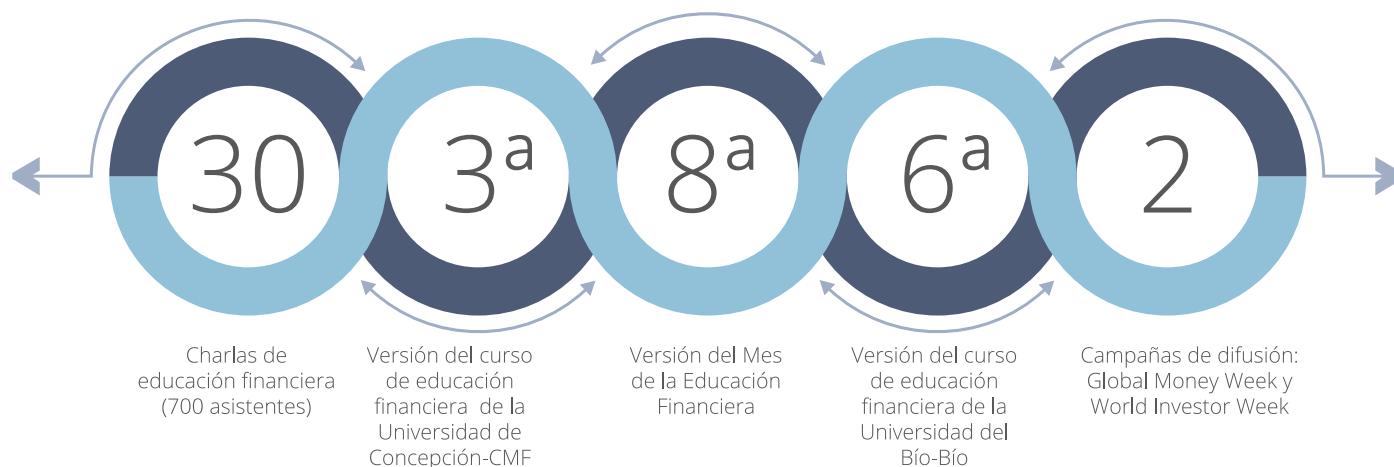 30
Charlas de
educación financiera
(700 asistentes)
3ª
Versión del curso
de educación
financiera de la
Universidad de
Concepción-CMF
8ª
Versión del Mes
de la Educación
Financiera
6ª
Versión del curso
de educación
financiera de la
Universidad del
Bío-Bío
2
Campañas de difusión:
Global Money Week y
World Investor Week